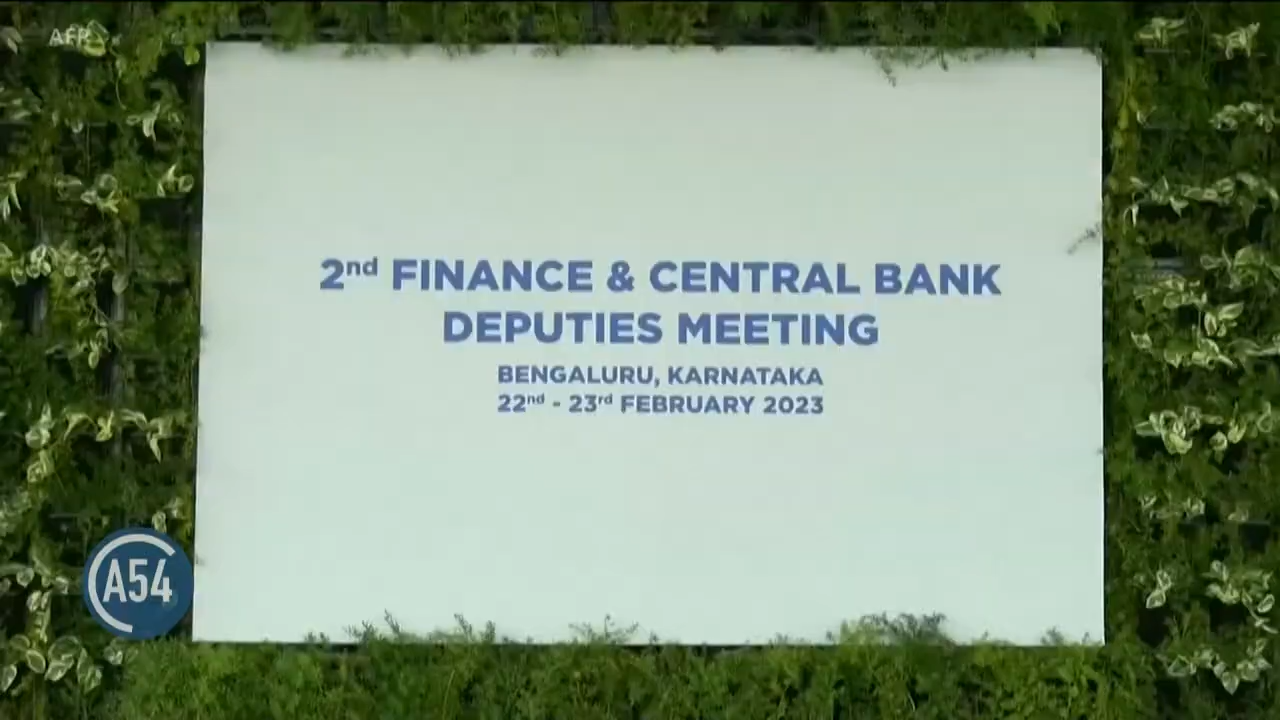 AFP
2nd FINANCE & CENTRAL BANK
DEPUTIES MEETING
BENGALURU, KARNATAKA
22nd - 23rd FEBRUARY 2023
A54